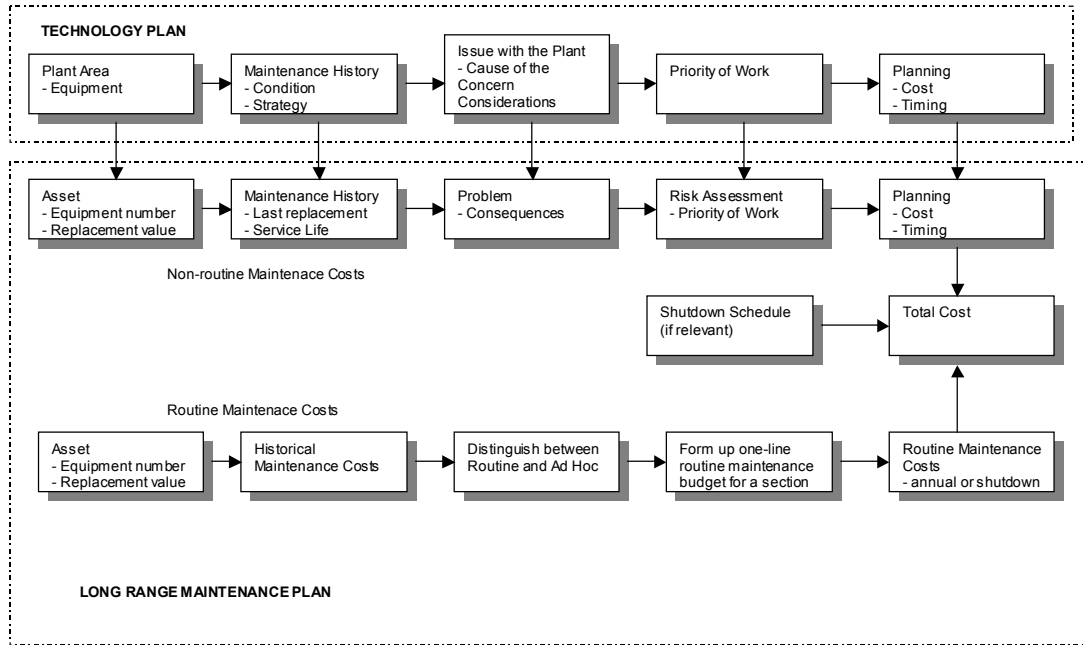 TECHNOLOGY PLAN
Plant Area
- Equipment
Maintenance History
- Condition
- Strategy
Issue with the Plant
- Cause of the
Concern
Considerations
Priority of Work
Planning
- Cost
- Timing
Asset
- Equipment number
- Replacement value
Maintenance History
- Last replacement
- Service Life
Problem
- Consequences
Risk Assessment
- Priority of Work
Planning
- Cost
- Timing
Non-routine Maintenace Costs
Shutdown Schedule
(if relevant)
Total Cost
Routine Maintenace Costs
Asset
- Equipment number
- Replacement value
Historical
Maintenance Costs
Distinguish between
Routine and Ad Hoc
Form up one-line
routine maintenance
budget for a section
Routine Maintenance
Costs
- annual or shutdown
LONG RANGE MAINTENANCE PLAN